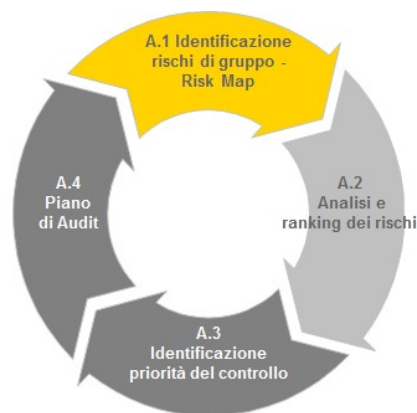 A.1 Identificazione
rischi di gruppo -
Risk Map
A.2
Analisi e
ranking dei rischi
A.3
Identificazione
priorità del controllo
A.4
Piano
di Audit